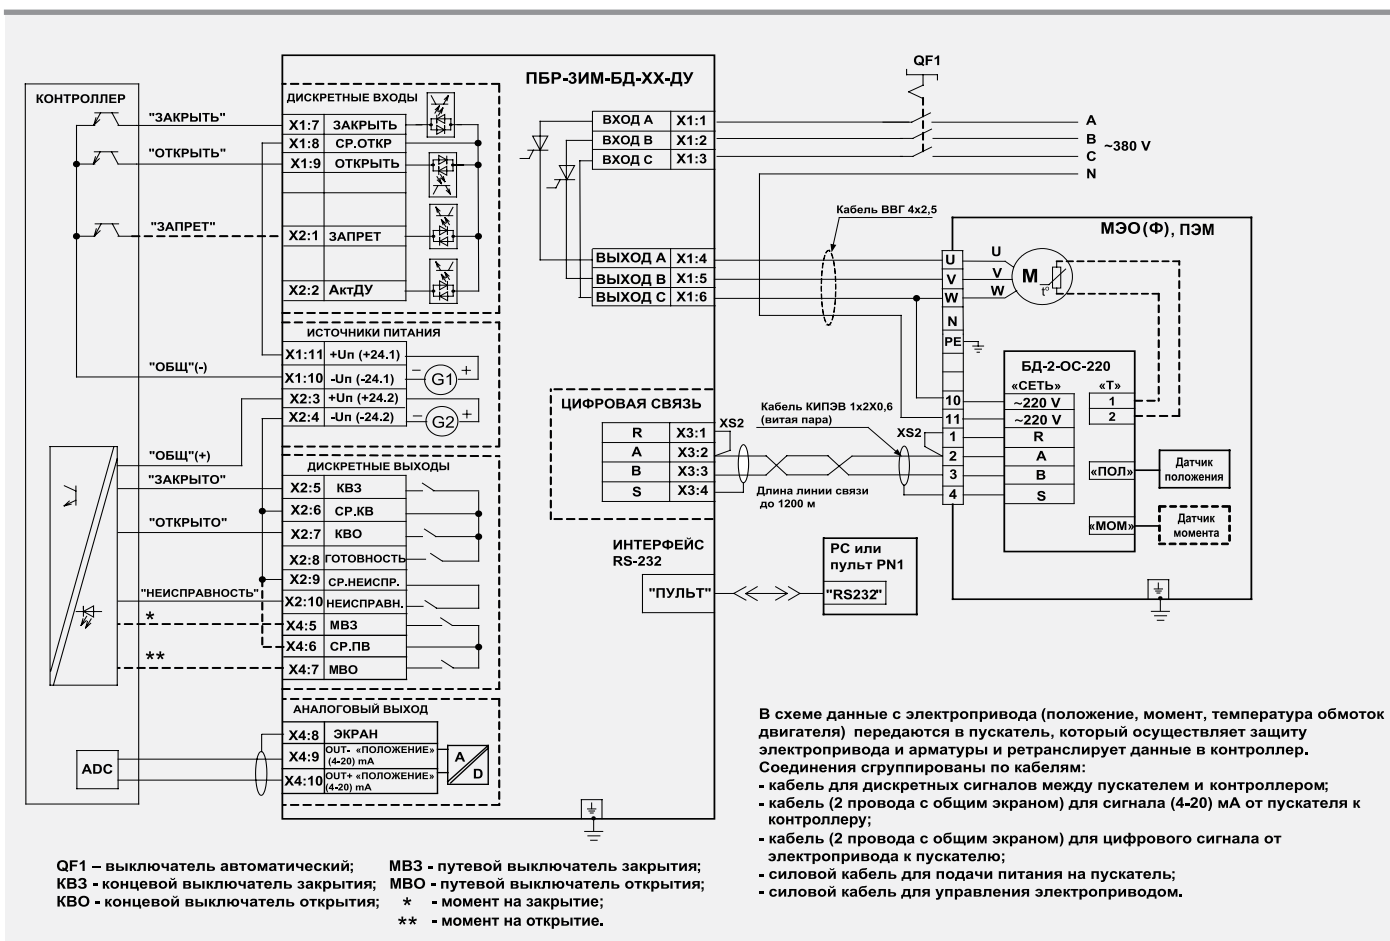 КОНТРОЛЛЕР
"ЗАКРЫТЬ"
"ОТКРЫТЬ"
"ЗАПРЕТ"
"ОБЩ"(-)
"ОБЩ"(+)
"ЗАКРЫТО"
"ОТКРЫТО"
"НЕИСПРАВНОСТЬ"
*
**
ADC
ПБР-3ИМ-БД-ХХ-ДУ
ДИСКРЕТНЫЕ ВХОДЫ
X1:7 ЗАКРЫТЬ
X1:8 СР.ОТКР
X1:9 ОТКРЫТЬ
X2:1 ЗАПРЕТ
X2:2 АктДУ
ИСТОЧНИКИ ПИТАНИЯ
X1:11 +Uп (+24.1)
X1:10 -Uп (-24.1)
X2:3 +Uп (+24.2)
X2:4 -Uп (-24.2)
− G1 +
− G2 +
ДИСКРЕТНЫЕ ВЫХОДЫ
X2:5 КВЗ
X2:6 СР.КВ
X2:7 КВО
X2:8 ГОТОВНОСТЬ
X2:9 СР.НЕИСПР.
X2:10 НЕИСПРАВН.
X4:5 МВЗ
X4:6 СР.ПВ
X4:7 МВО
АНАЛОГОВЫЙ ВЫХОД
X4:8 ЭКРАН
X4:9 OUT- «ПОЛОЖЕНИЕ» (4-20) mA
X4:10 OUT+ «ПОЛОЖЕНИЕ» (4-20) mA
A
D
ВХОД A X1:1
ВХОД B X1:2
ВХОД C X1:3
ВЫХОД A X1:4
ВЫХОД B X1:5
ВЫХОД C X1:6
ЦИФРОВАЯ СВЯЗЬ
R X3:1
A X3:2
B X3:3
S X3:4
ИНТЕРФЕЙС
RS-232
"ПУЛЬТ"
QF1
A
B
C
N
~380 V
Кабель ВВГ 4х2,5
XS2
Кабель КИПЭВ 1х2Х0,6
(витая пара)
XS2
Длина линии связи
до 1200 м
PC или
пульт PN1
"RS232"
МЭО(Ф), ПЭМ
U
V
W
N
PE
10
11
1
2
3
4
U
V
W
M
t°
БД-2-ОС-220
«СЕТЬ» «Т»
~220 V 1
~220 V 2
R
A
B
S
«ПОЛ»
«МОМ»
Датчик
положения
Датчик
момента
В схеме данные с электропривода (положение, момент, температура обмоток
двигателя) передаются в пускатель, который осуществляет защиту
электропривода и арматуры и ретранслирует данные в контроллер.
Соединения сгруппированы по кабелям:
- кабель для дискретных сигналов между пускателем и контроллером;
- кабель (2 провода с общим экраном) для сигнала (4-20) мА от пускателя к
контроллеру;
- кабель (2 провода с общим экраном) для цифрового сигнала от
электропривода к пускателю;
- силовой кабель для подачи питания на пускатель;
- силовой кабель для управления электроприводом.
QF1 – выключатель автоматический;
КВЗ - концевой выключатель закрытия;
КВО - концевой выключатель открытия;
МВЗ - путевой выключатель закрытия;
МВО - путевой выключатель открытия;
* - момент на закрытие;
** - момент на открытие.